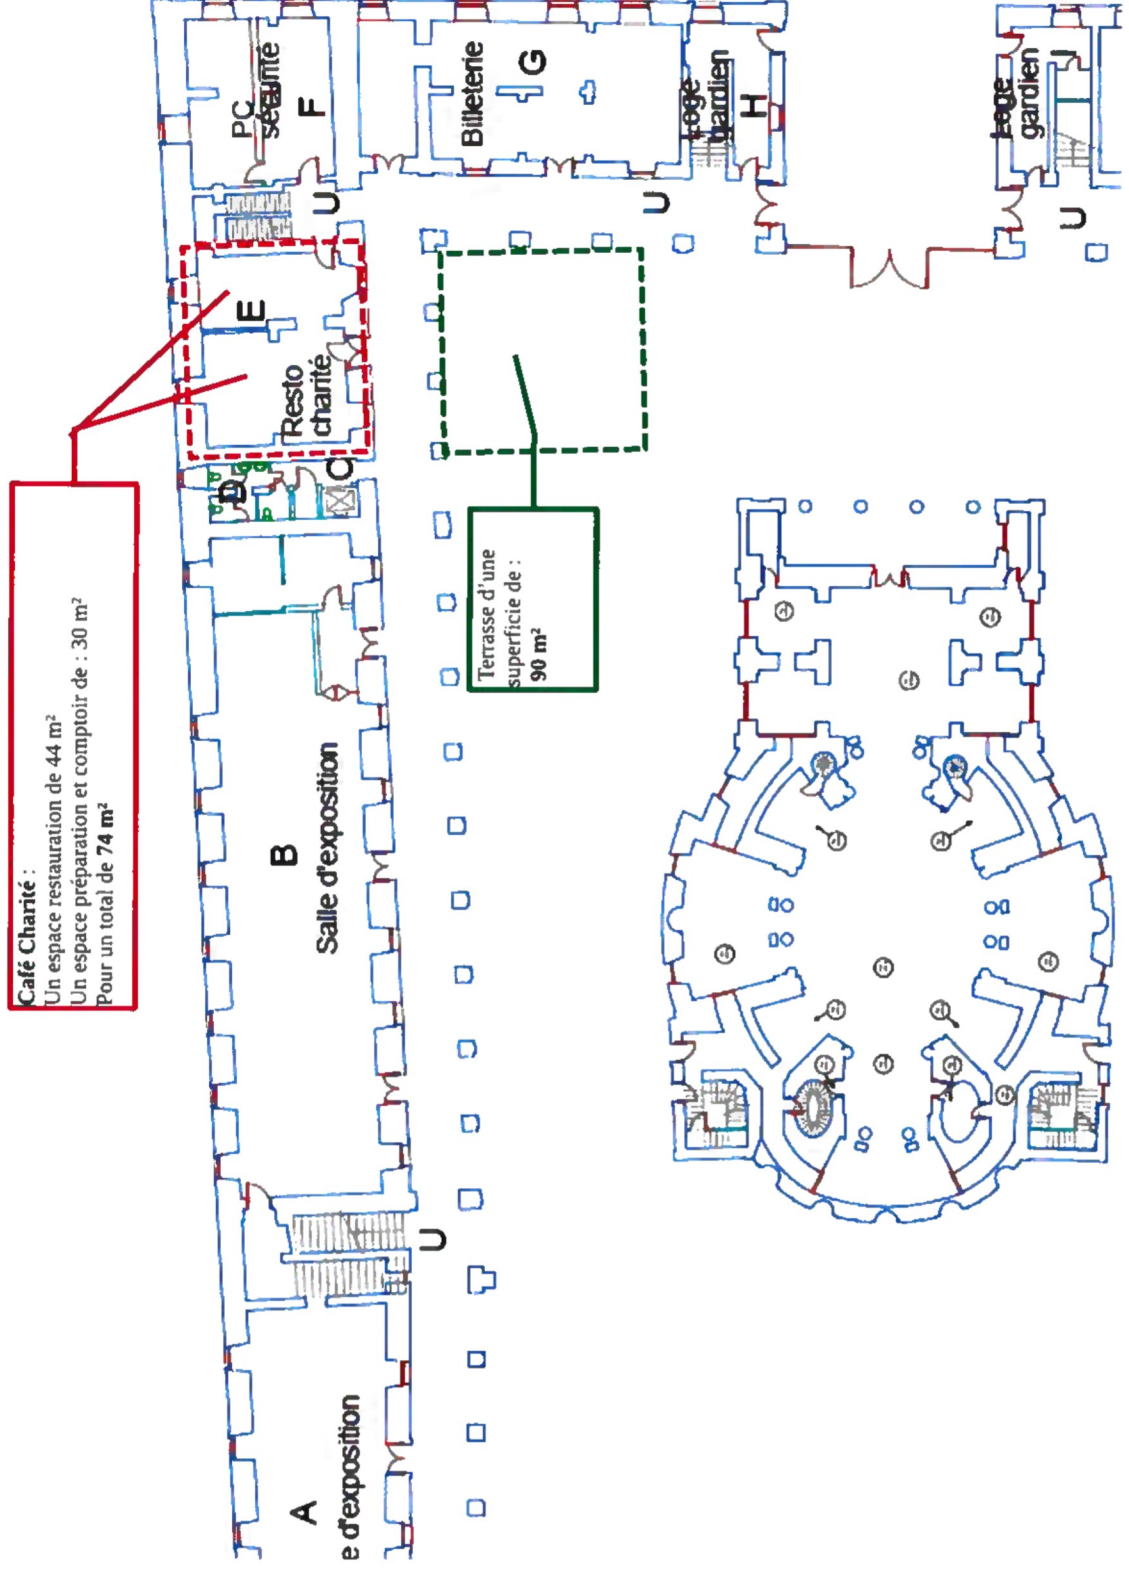 Café Charité :
Un espace restauration de 44 m²
Un espace préparation et comptoir de : 30 m²
Pour un total de 74 m²
PC
sécurité
F
U
E
Resto
charité
D
C
Billeterie
G
U
Loge
gardien
H
Loge
gardien
I
U
Terrasse d'une
superficie de :
90 m²
B
Salle d'exposition
U
A
e d'exposition